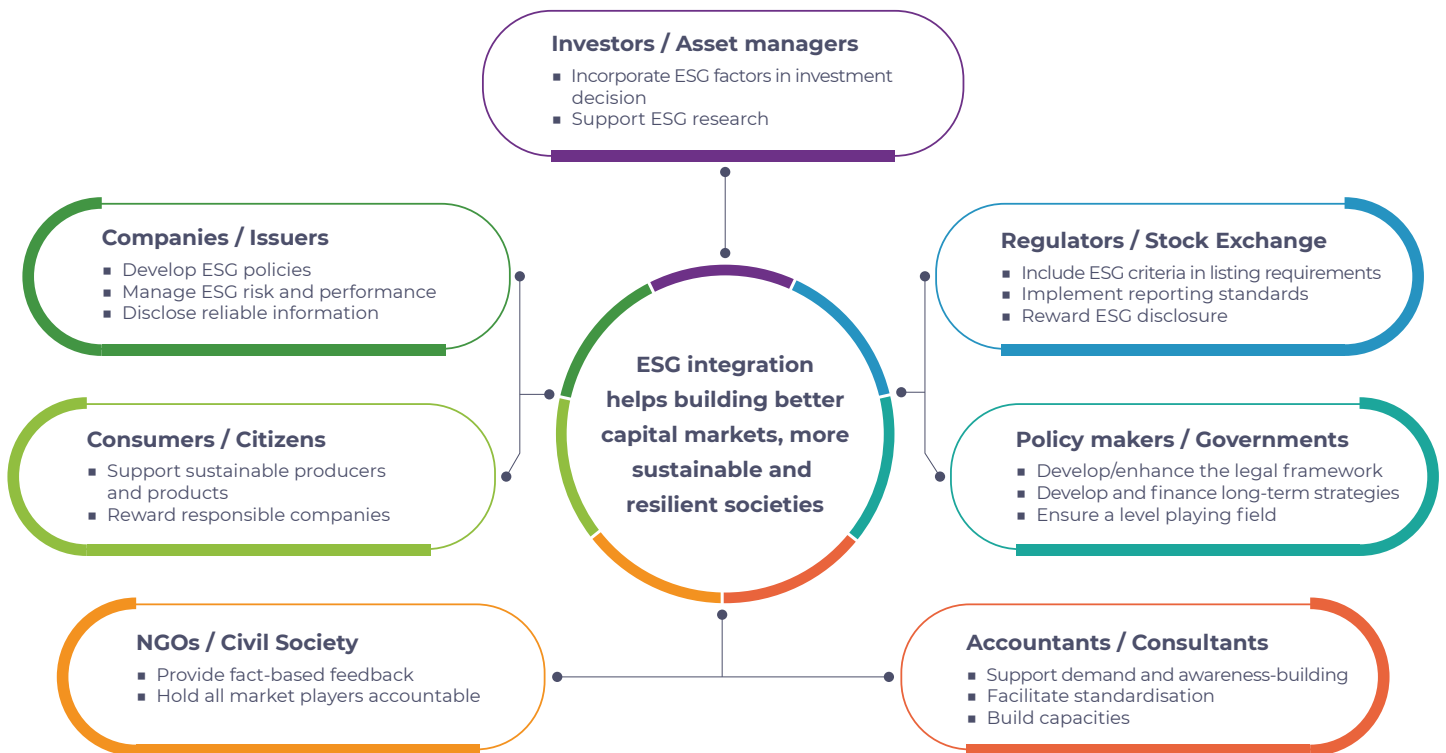 Investors / Asset managers
▪ Incorporate ESG factors in investment
decision
▪ Support ESG research
Companies / Issuers
▪ Develop ESG policies
▪ Manage ESG risk and performance
▪ Disclose reliable information
Regulators / Stock Exchange
▪ Include ESG criteria in listing requirements
▪ Implement reporting standards
▪ Reward ESG disclosure
ESG integration
helps building better
capital markets, more
sustainable and
resilient societies
Consumers / Citizens
▪ Support sustainable producers
and products
▪ Reward responsible companies
Policy makers / Governments
▪ Develop/enhance the legal framework
▪ Develop and finance long-term strategies
▪ Ensure a level playing field
NGOs / Civil Society
▪ Provide fact-based feedback
▪ Hold all market players accountable
Accountants / Consultants
▪ Support demand and awareness-building
▪ Facilitate standardisation
▪ Build capacities